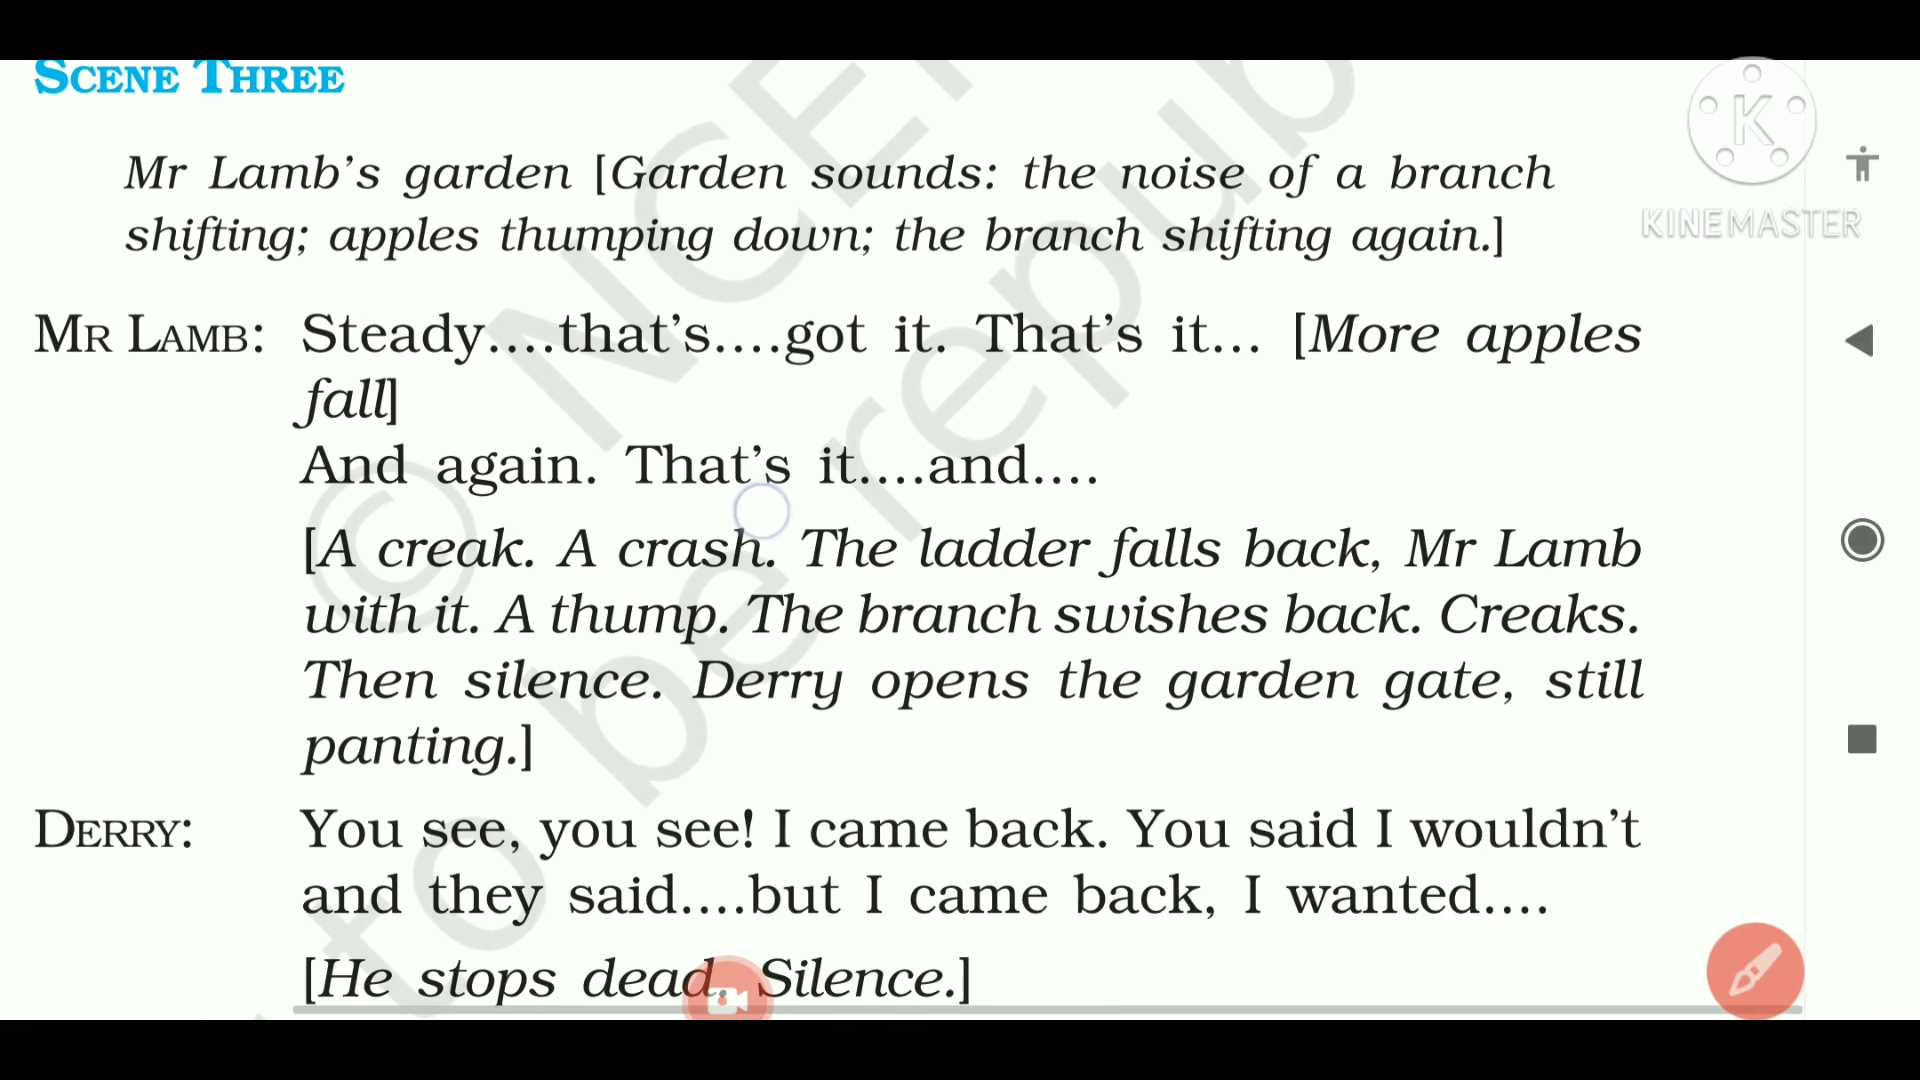 SCENE THREE
Mr Lamb's garden [Garden sounds: the noise of a branch
shifting; apples thumping down; the branch shifting again.]
MR LAMB: Steady....that's....got it. That's it... [More apples
fall]
And again. That's it....and....
[A creak. A crash. The ladder falls back, Mr Lamb
with it. A thump. The branch swishes back. Creaks.
Then silence. Derry opens the garden gate, still
panting.]
DERRY: You see, you see! I came back. You said I wouldn't
and they said....but I came back, I wanted....
[He stops dead. Silence.]
K
KINEMASTER
© NCE
to be repub